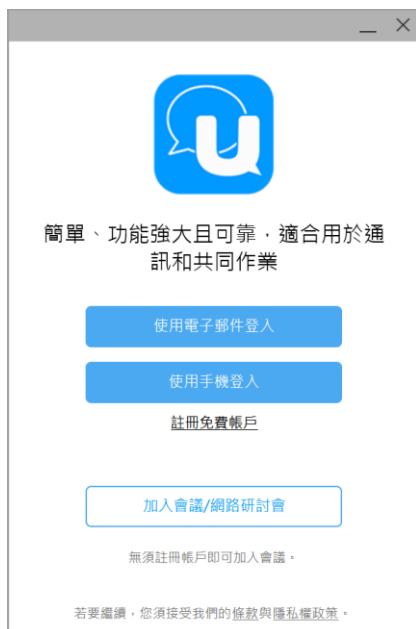 U
簡單、功能強大且可靠，適合用於通
訊和共同作業
使用電子郵件登入
使用手機登入
註冊免費帳戶
加入會議/網路研討會
無須註冊帳戶即可加入會議。
若要繼續，您須接受我們的條款與隱私權政策。